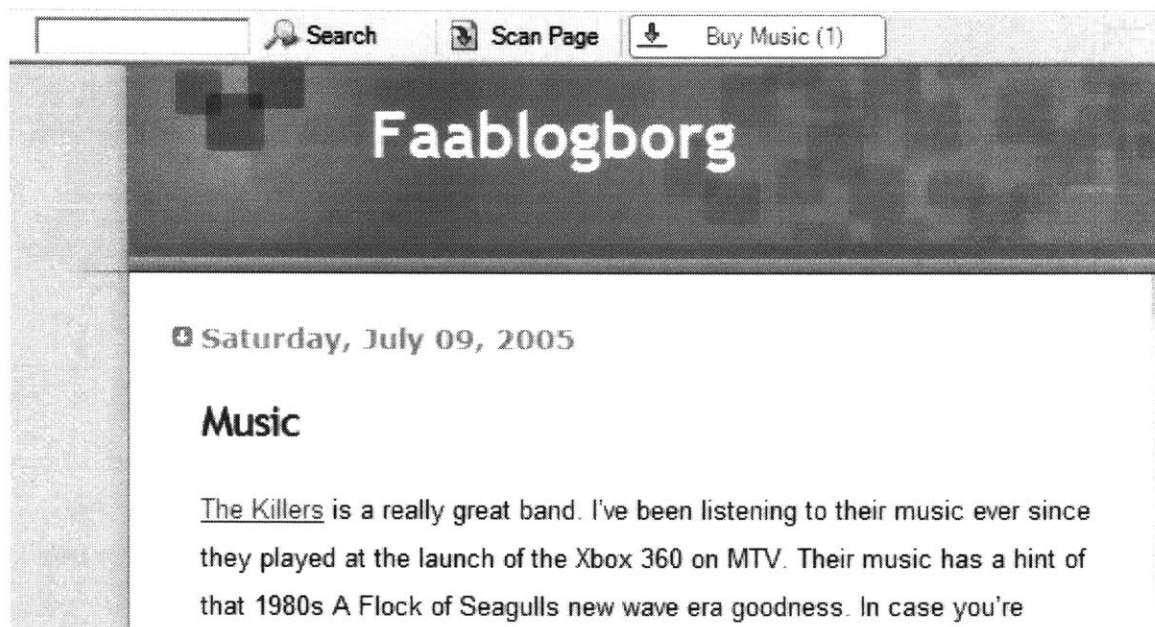 Search Scan Page Buy Music (1)
Faablogborg
Saturday, July 09, 2005
Music
The Killers is a really great band. I've been listening to their music ever since
they played at the launch of the Xbox 360 on MTV. Their music has a hint of
that 1980s A Flock of Seagulls new wave era goodness. In case you're